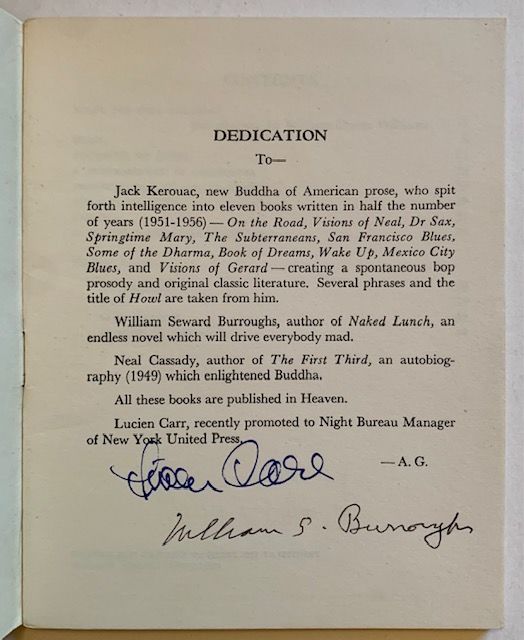 DEDICATION
To—
Jack Kerouac, new Buddha of American prose, who spit
forth intelligence into eleven books written in half the number
of years (1951-1956) — On the Road, Visions of Neal, Dr Sax,
Springtime Mary, The Subterraneans, San Francisco Blues,
Some of the Dharma, Book of Dreams, Wake Up, Mexico City
Blues, and Visions of Gerard — creating a spontaneous bop
prosody and original classic literature. Several phrases and the
title of Howl are taken from him.
William Seward Burroughs, author of Naked Lunch, an
endless novel which will drive everybody mad.
Neal Cassady, author of The First Third, an autobiog-
raphy (1949) which enlightened Buddha.
All these books are published in Heaven.
Lucien Carr, recently promoted to Night Bureau Manager
of New York United Press.
—A. G.
William S. Burroughs